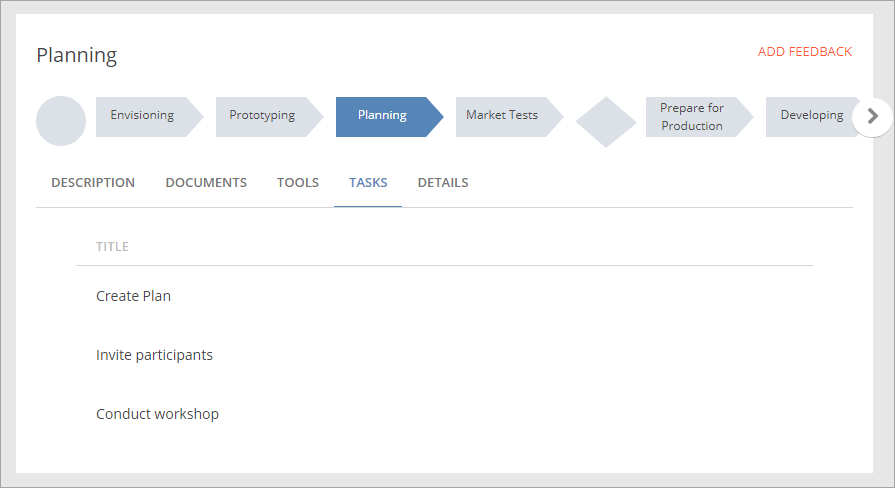 Planning
ADD FEEDBACK
Envisioning
Prototyping
Planning
Market Tests
Prepare for
Production
Developing
DESCRIPTION
DOCUMENTS
TOOLS
TASKS
DETAILS
TITLE
Create Plan
Invite participants
Conduct workshop